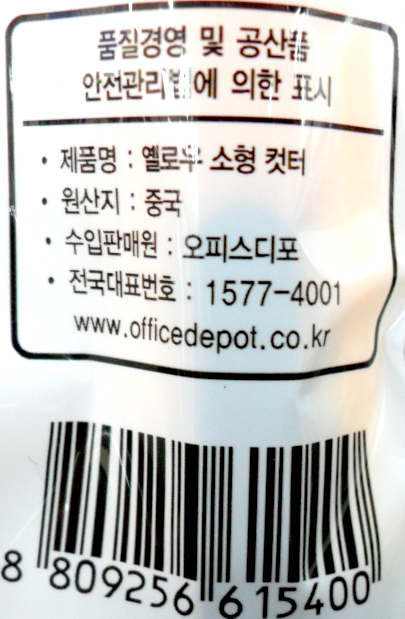 품질경영 및 공산품
안전관리법에 의한 표시
• 제품명 : 옐로우 소형 컷터
• 원산지 : 중국
• 수입판매원 : 오피스디포
• 전국대표번호 : 1577-4001
www.officedepot.co.kr
8 809256 615400